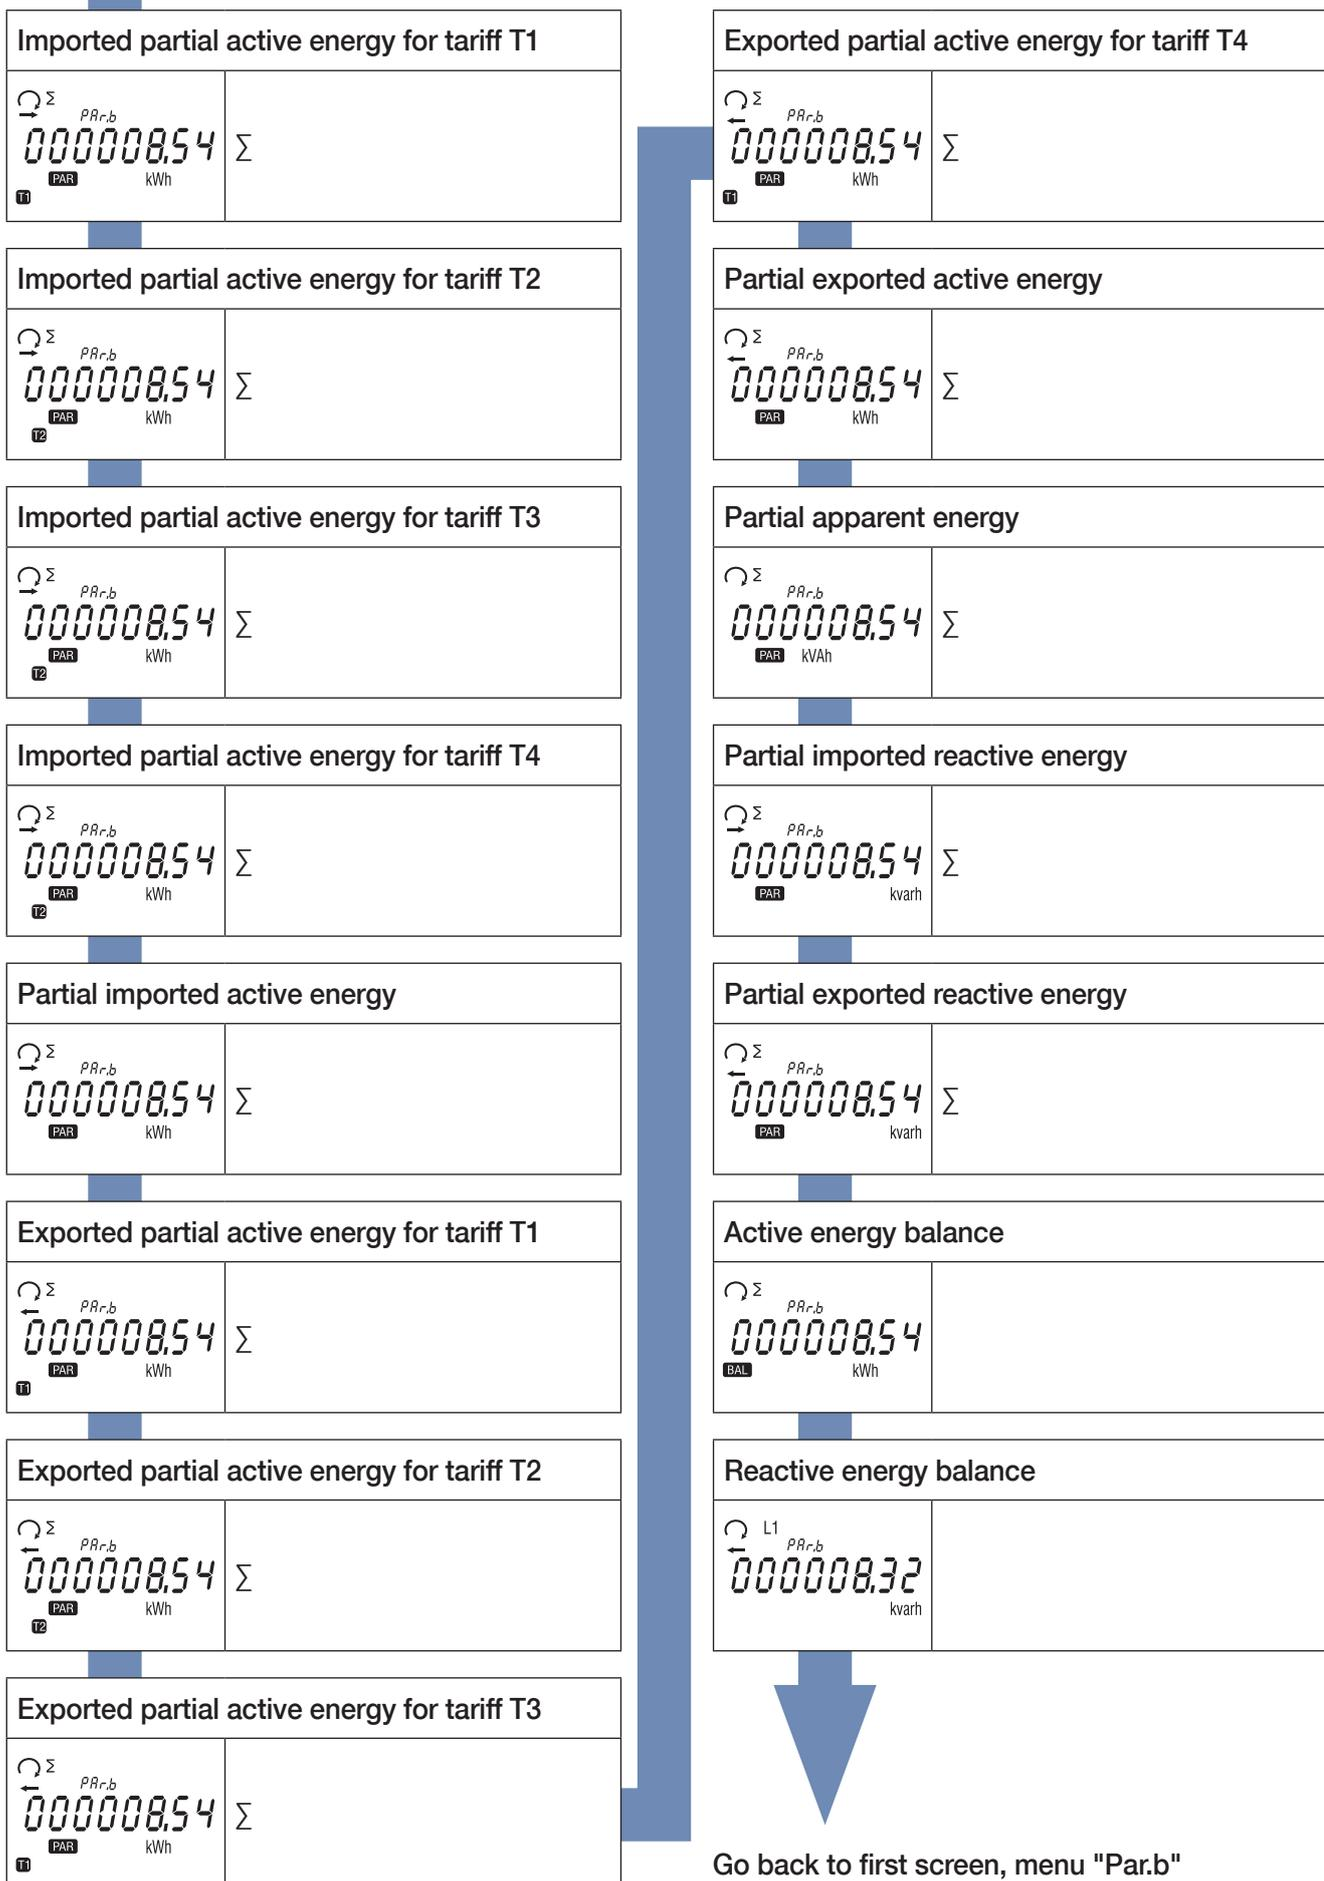 Imported partial active energy for tariff T1
Σ
PAr.b
000008.54
Σ
PAR kWh
T1
Imported partial active energy for tariff T2
Σ
PAr.b
000008.54
Σ
PAR kWh
T2
Imported partial active energy for tariff T3
Σ
PAr.b
000008.54
Σ
PAR kWh
T2
Imported partial active energy for tariff T4
Σ
PAr.b
000008.54
Σ
PAR kWh
T2
Partial imported active energy
Σ
PAr.b
000008.54
Σ
PAR kWh
Exported partial active energy for tariff T1
Σ
PAr.b
000008.54
Σ
PAR kWh
T1
Exported partial active energy for tariff T2
Σ
PAr.b
000008.54
Σ
PAR kWh
T2
Exported partial active energy for tariff T3
Σ
PAr.b
000008.54
Σ
PAR kWh
T1
Exported partial active energy for tariff T4
Σ
PAr.b
000008.54
Σ
PAR kWh
T1
Partial exported active energy
Σ
PAr.b
000008.54
Σ
PAR kWh
Partial apparent energy
Σ
PAr.b
000008.54
Σ
PAR kVAh
Partial imported reactive energy
Σ
PAr.b
000008.54
Σ
PAR kvarh
Partial exported reactive energy
Σ
PAr.b
000008.54
Σ
PAR kvarh
Active energy balance
Σ
PAr.b
000008.54
BAL kWh
Reactive energy balance
L1
PAr.b
000008.32
kvarh
Go back to first screen, menu "Par.b"